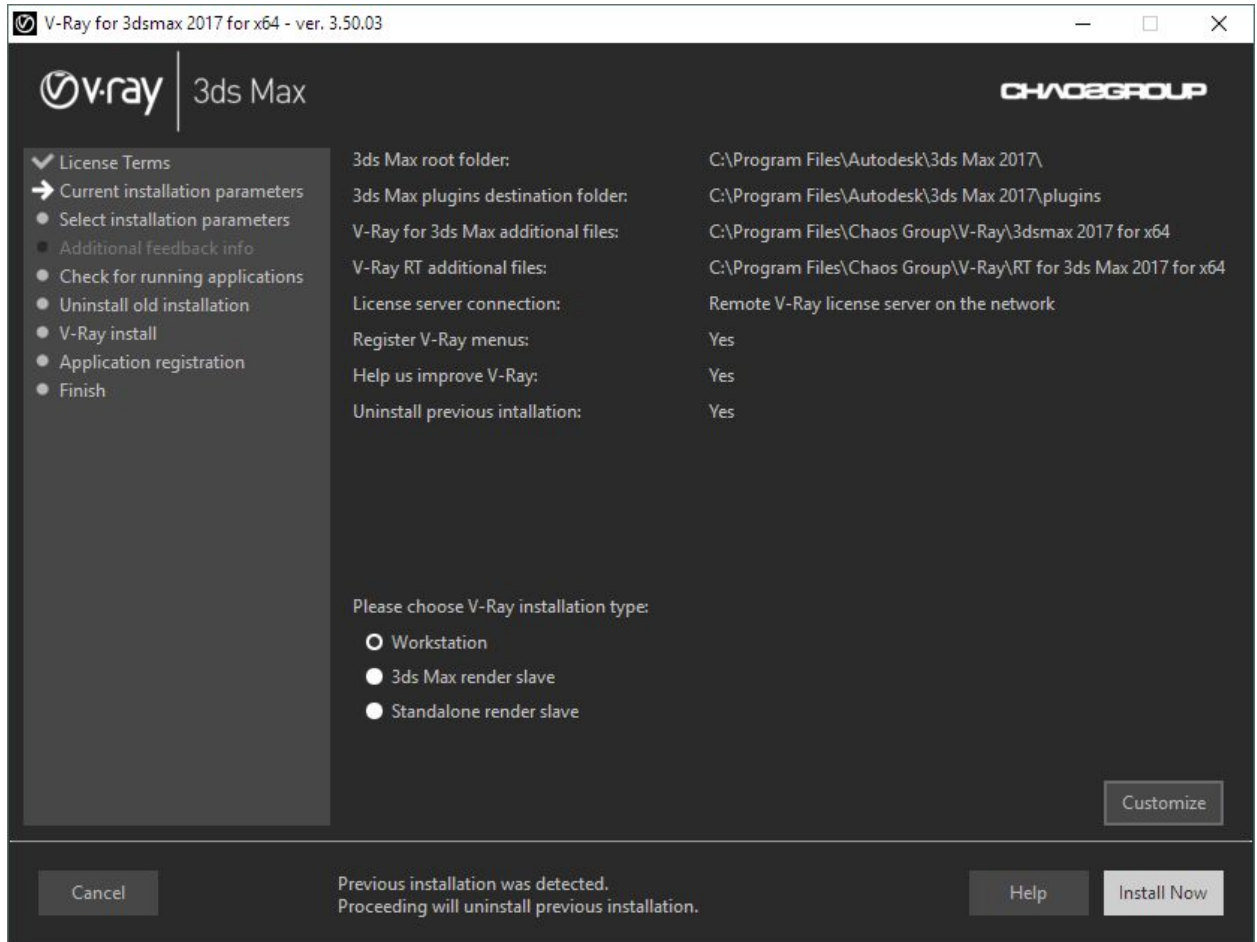 V-Ray for 3dsmax 2017 for x64 - ver. 3.50.03
v·ray | 3ds Max
CHAOSGROUP
License Terms
Current installation parameters
Select installation parameters
Additional feedback info
Check for running applications
Uninstall old installation
V-Ray install
Application registration
Finish
3ds Max root folder: C:\Program Files\Autodesk\3ds Max 2017\
3ds Max plugins destination folder: C:\Program Files\Autodesk\3ds Max 2017\plugins
V-Ray for 3ds Max additional files: C:\Program Files\Chaos Group\V-Ray\3dsmax 2017 for x64
V-Ray RT additional files: C:\Program Files\Chaos Group\V-Ray\RT for 3ds Max 2017 for x64
License server connection: Remote V-Ray license server on the network
Register V-Ray menus: Yes
Help us improve V-Ray: Yes
Uninstall previous intallation: Yes
Please choose V-Ray installation type:
Workstation
3ds Max render slave
Standalone render slave
Customize
Cancel
Previous installation was detected.
Proceeding will uninstall previous installation.
Help
Install Now